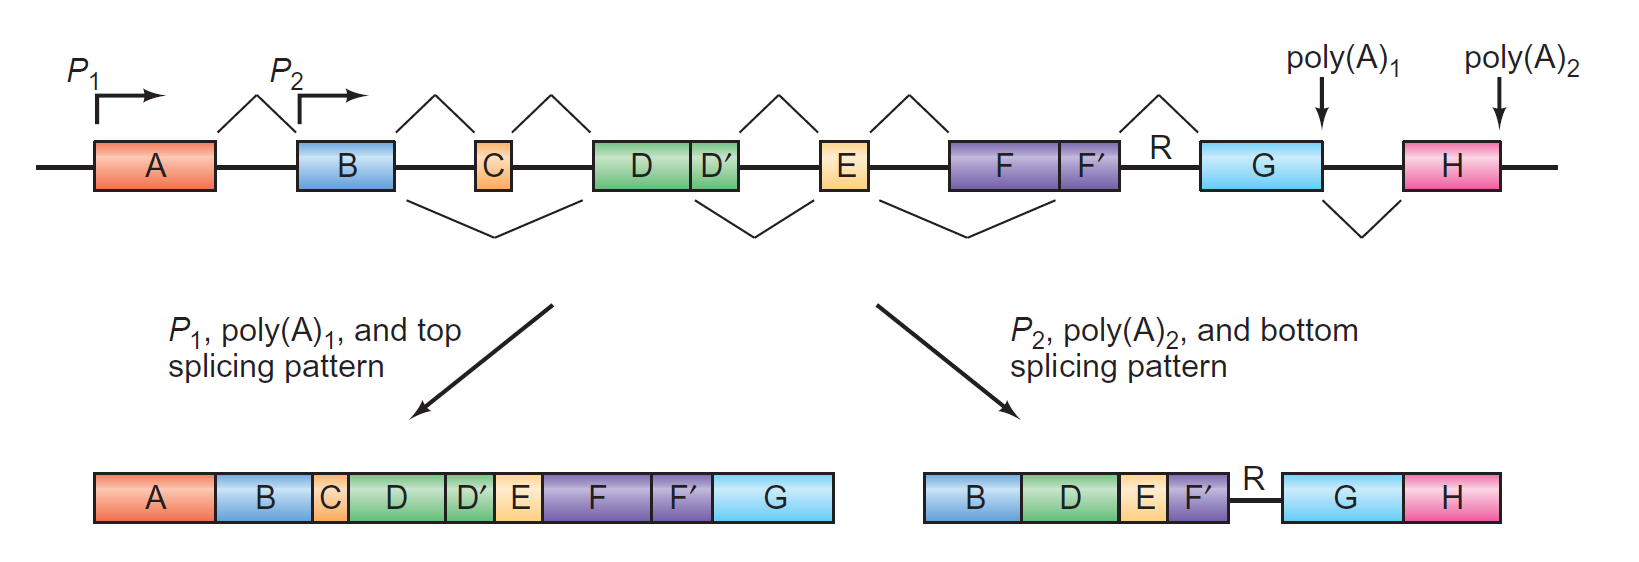 P1 P2 poly(A)1 poly(A)2
A B C D D′ E F F′ R G H
P1, poly(A)1, and top
splicing pattern
P2, poly(A)2, and bottom
splicing pattern
A B C D D′ E F F′ G
B D E F′ R G H